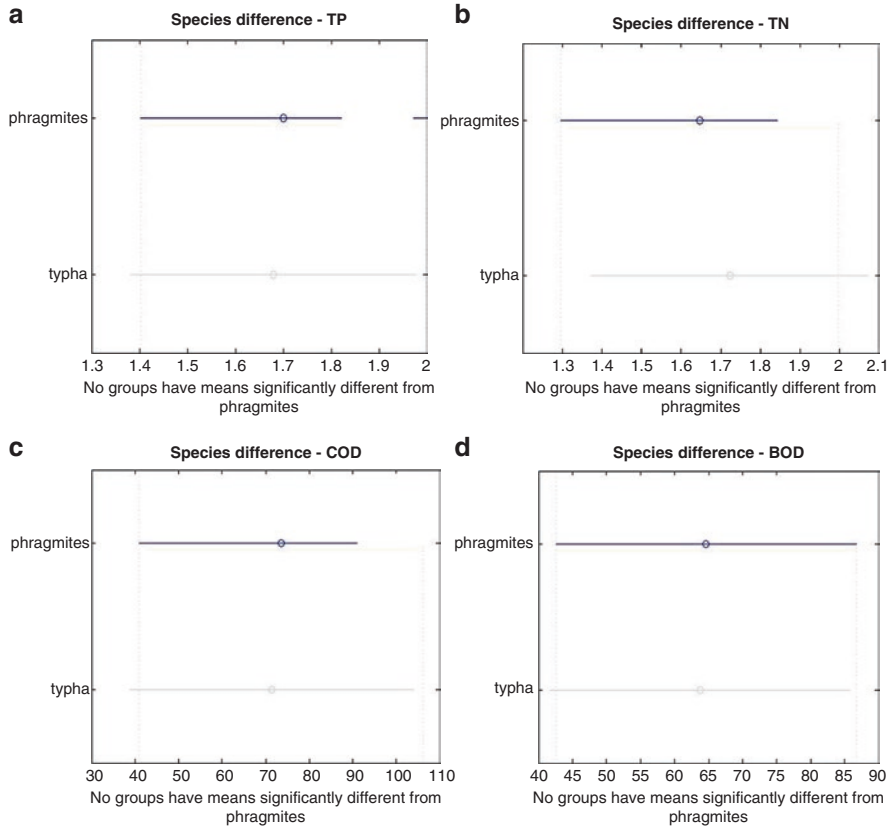 a
Species difference - TP
phragmites
typha
1.3 1.4 1.5 1.6 1.7 1.8 1.9 2
No groups have means significantly different from
phragmites
b
Species difference - TN
phragmites
typha
1.3 1.4 1.5 1.6 1.7 1.8 1.9 2 2.1
No groups have means significantly different from
phragmites
c
Species difference - COD
phragmites
typha
30 40 50 60 70 80 90 100 110
No groups have means significantly different from
phragmites
d
Species difference - BOD
phragmites
typha
40 45 50 55 60 65 70 75 80 85 90
No groups have means significantly different from
phragmites